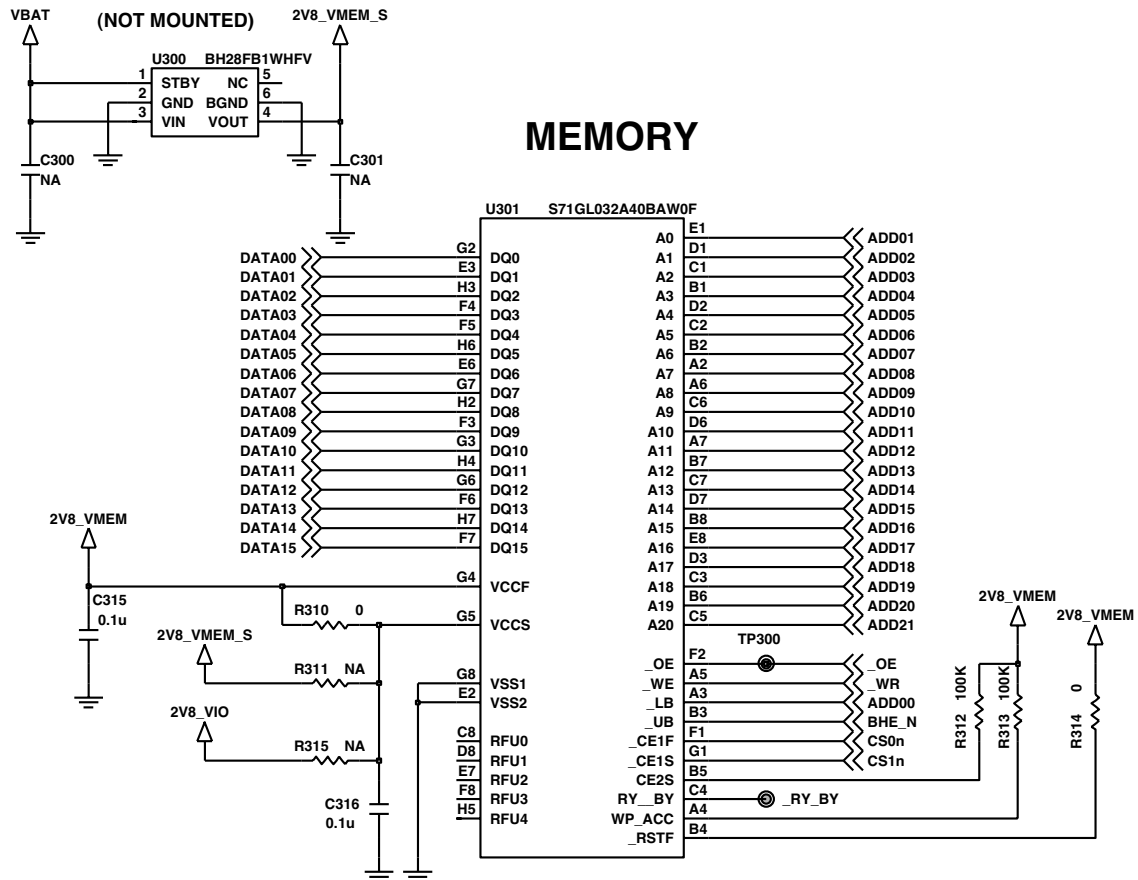 VBAT
(NOT MOUNTED)
2V8_VMEM_S
U300 BH28FB1WHFV
1 STBY NC 5
2 GND BGND 6
3 VIN VOUT 4
C300
NA
C301
NA
MEMORY
U301 S71GL032A40BAW0F
A0 E1 ADD01
DATA00 G2 DQ0 A1 D1 ADD02
DATA01 E3 DQ1 A2 C1 ADD03
DATA02 H3 DQ2 A3 B1 ADD04
DATA03 F4 DQ3 A4 D2 ADD05
DATA04 F5 DQ4 A5 C2 ADD06
DATA05 H6 DQ5 A6 B2 ADD07
DATA06 E6 DQ6 A7 A2 ADD08
DATA07 G7 DQ7 A8 A6 ADD09
DATA08 H2 DQ8 A9 C6 ADD10
DATA09 F3 DQ9 A10 D6 ADD11
DATA10 G3 DQ10 A11 A7 ADD12
DATA11 H4 DQ11 A12 B7 ADD13
DATA12 G6 DQ12 A13 C7 ADD14
DATA13 F6 DQ13 A14 D7 ADD15
DATA14 H7 DQ14 A15 B8 ADD16
DATA15 F7 DQ15 A16 E8 ADD17
A17 D3 ADD18
2V8_VMEM
G4 VCCF A18 C3 ADD19
C315
0.1u
A19 B6 ADD20
R310 0
G5 VCCS A20 C5 ADD21
2V8_VMEM_S
R311 NA
2V8_VIO
R315 NA
C316
0.1u
TP300
_OE F2 _OE
G8 VSS1 _WE A5 _WR
E2 VSS2 _LB A3 ADD00
_UB B3 BHE_N
C8 RFU0 _CE1F F1 CS0n
D8 RFU1 _CE1S G1 CS1n
E7 RFU2 CE2S B5
F8 RFU3 RY__BY C4 _RY_BY
H5 RFU4 WP_ACC A4
_RSTF B4
2V8_VMEM
2V8_VMEM
R312 100K
R313 100K
R314 0